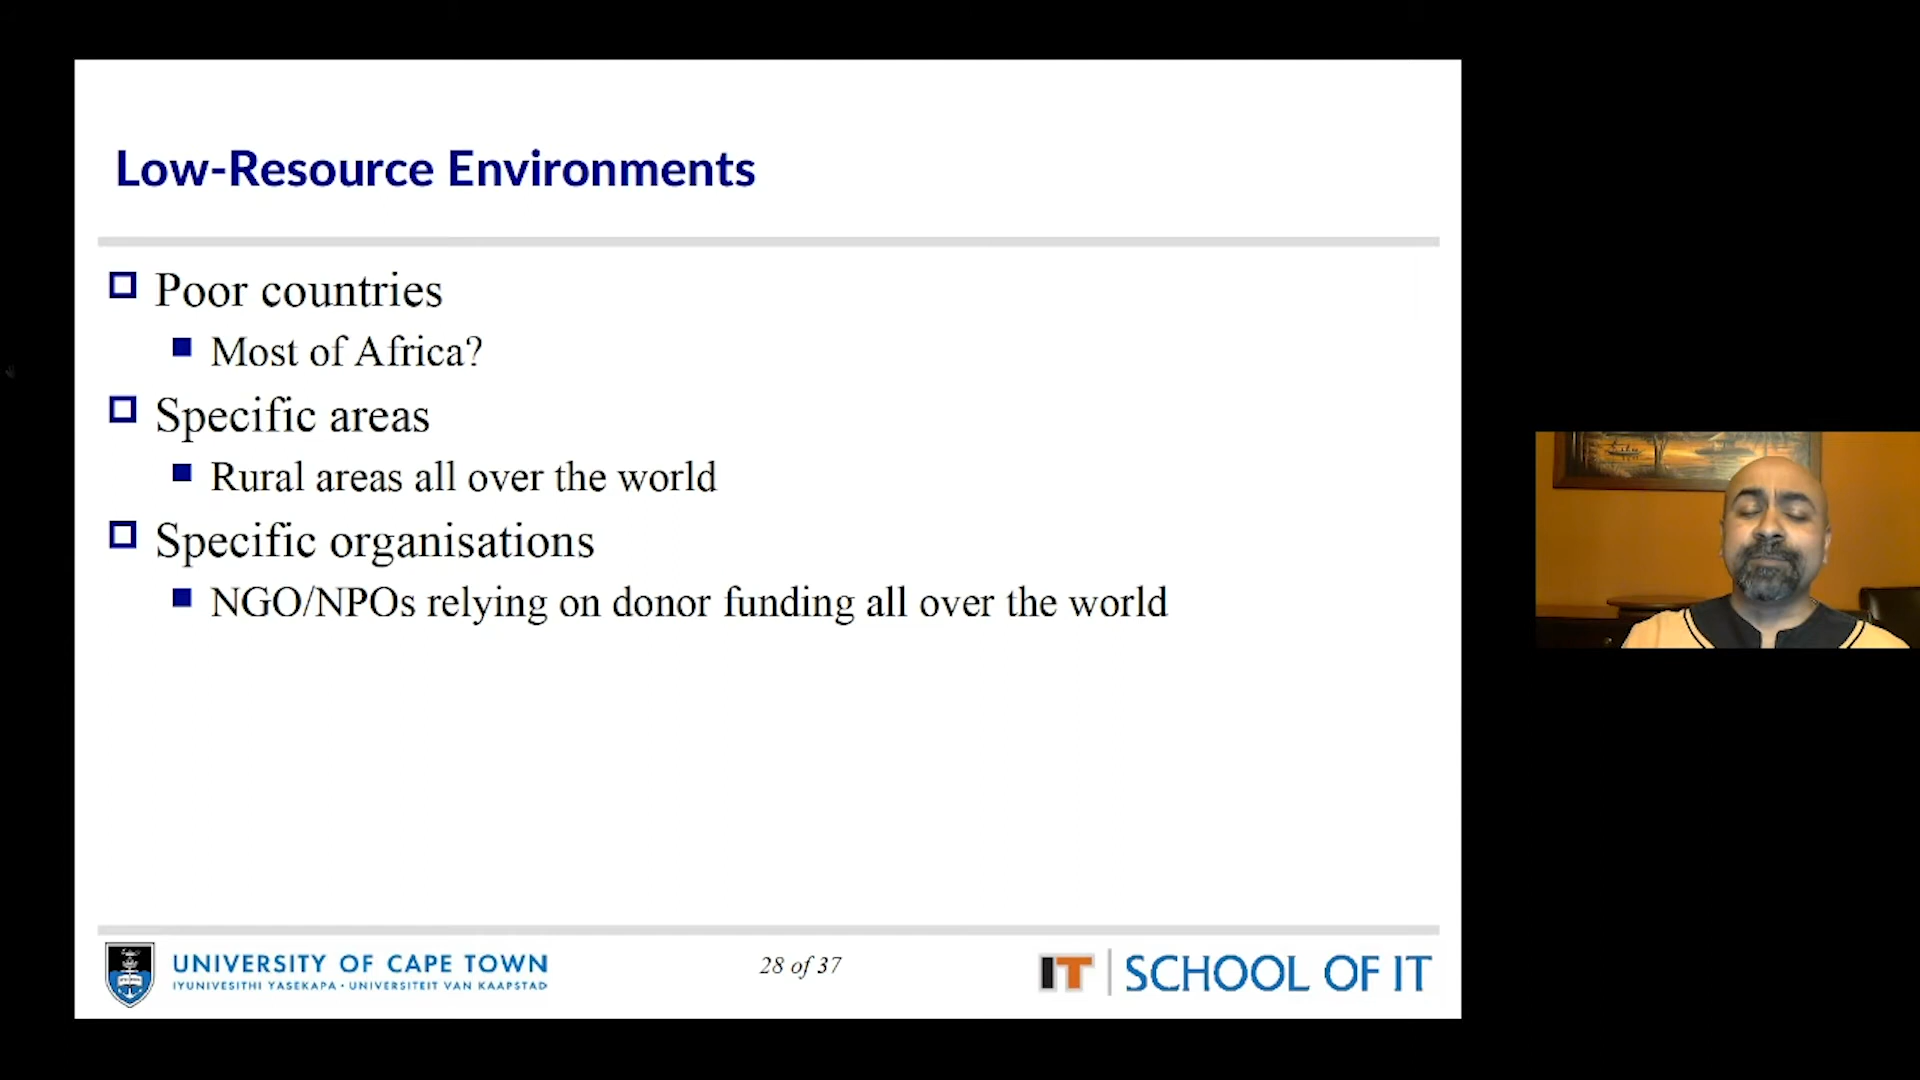 Low-Resource Environments
Poor countries
Most of Africa?
Specific areas
Rural areas all over the world
Specific organisations
NGO/NPOs relying on donor funding all over the world
UNIVERSITY OF CAPE TOWN
IYUNIVESITHI YASEKAPA • UNIVERSITEIT VAN KAAPSTAD
28 of 37
IT SCHOOL OF IT